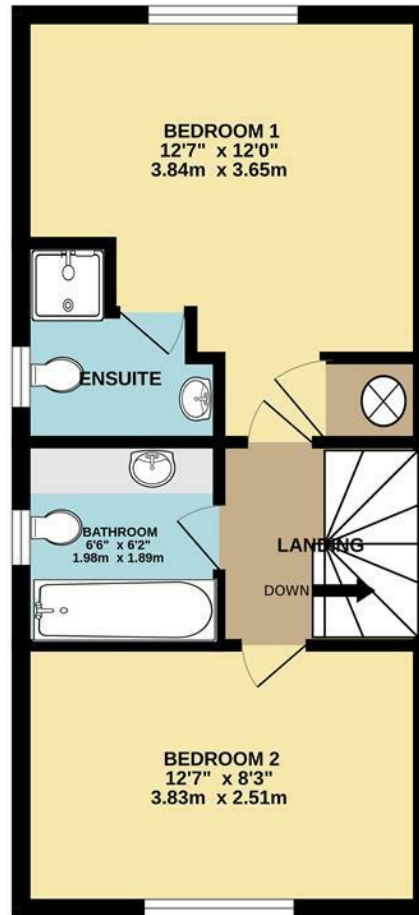 BEDROOM 1
12'7" x 12'0"
3.84m x 3.65m
ENSUITE
BATHROOM
6'6" x 6'2"
1.98m x 1.89m
LANDING
DOWN
BEDROOM 2
12'7" x 8'3"
3.83m x 2.51m